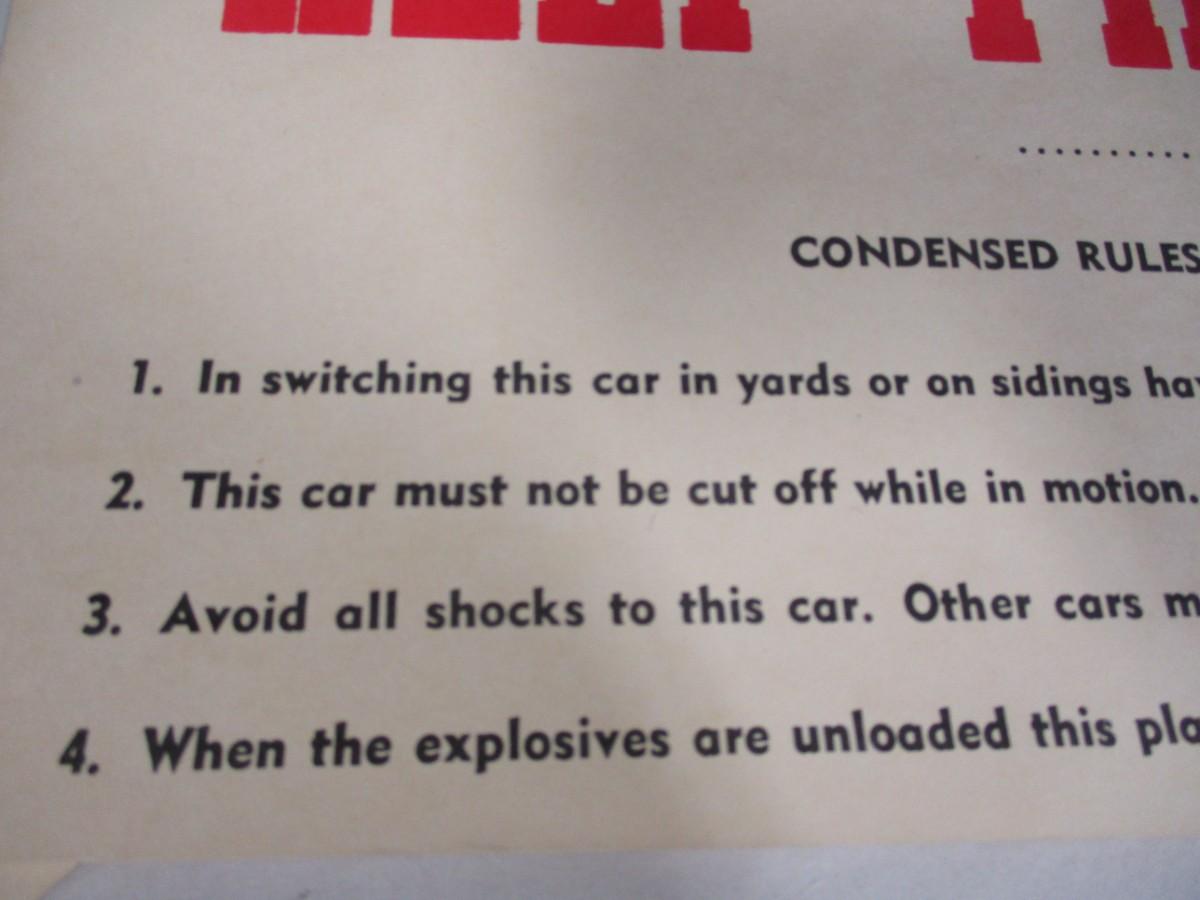 CONDENSED RULES
1. In switching this car in yards or on sidings
2. This car must not be cut off while in motion.
3. Avoid all shocks to this car. Other cars
4. When the explosives are unloaded this